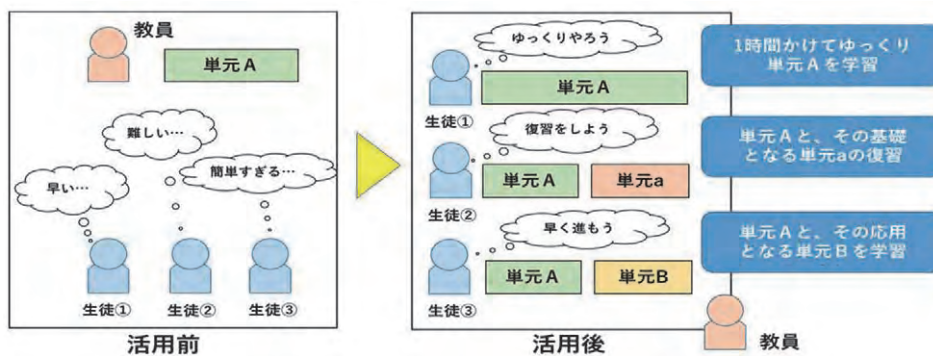 教員
単元A
難しい…
簡単すぎる…
早い…
生徒①
生徒②
生徒③
活用前
ゆっくりやろう
単元A
生徒①
1時間かけてゆっくり
単元Aを学習
復習をしよう
単元A
単元a
生徒②
単元Aと、その基礎
となる単元aの復習
早く進もう
単元A
単元B
生徒③
単元Aと、その応用
となる単元Bを学習
活用後
教員